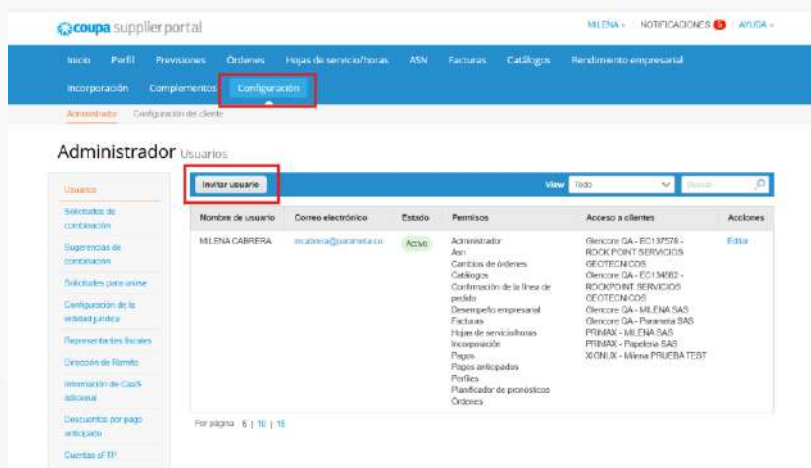 coupa supplier portal
MILENA NOTIFICACIONES 5 AYUDA
Inicio Perfil Previsiones Órdenes Hojas de servicio/horas ASN Facturas Catálogos Rendimiento empresarial
Incorporación Complementos Configuración
Administrador Configuración del cliente
Administrador Usuarios
Usuarios
Solicitudes de
combinación
Sugerencias de
combinación
Solicitudes para unirse
Configuración de la
entidad jurídica
Representantes fiscales
Dirección de Remito
Información de CaaS
adicional
Descuentos por pago
anticipado
Cuentas sFTP
Invitar usuario
View Todo Buscar
Nombre de usuario Correo electrónico Estado Permisos Acceso a clientes Acciones
MILENA CABRERA
Activo
Administrador
Asn
Cambios de órdenes
Catálogos
Confirmación de la línea de
pedido
Desempeño empresarial
Facturas
Hojas de servicio/horas
Incorporación
Pagos
Pagos anticipados
Perfiles
Planificador de pronósticos
Órdenes
Glencore QA - EC137578 -
ROCK POINT SERVICIOS
GEOTECNICOS
Glencore QA -
ROCKPOINT SERVICIOS
GEOTECNICOS
Glencore QA - MILENA SAS
Glencore QA - Parameta SAS
PRIMAX - MILENA SAS
PRIMAX - Papeleria SAS
XIGNUX - Milena PRUEBA TEST
Editar
Por página 5 | 10 | 15